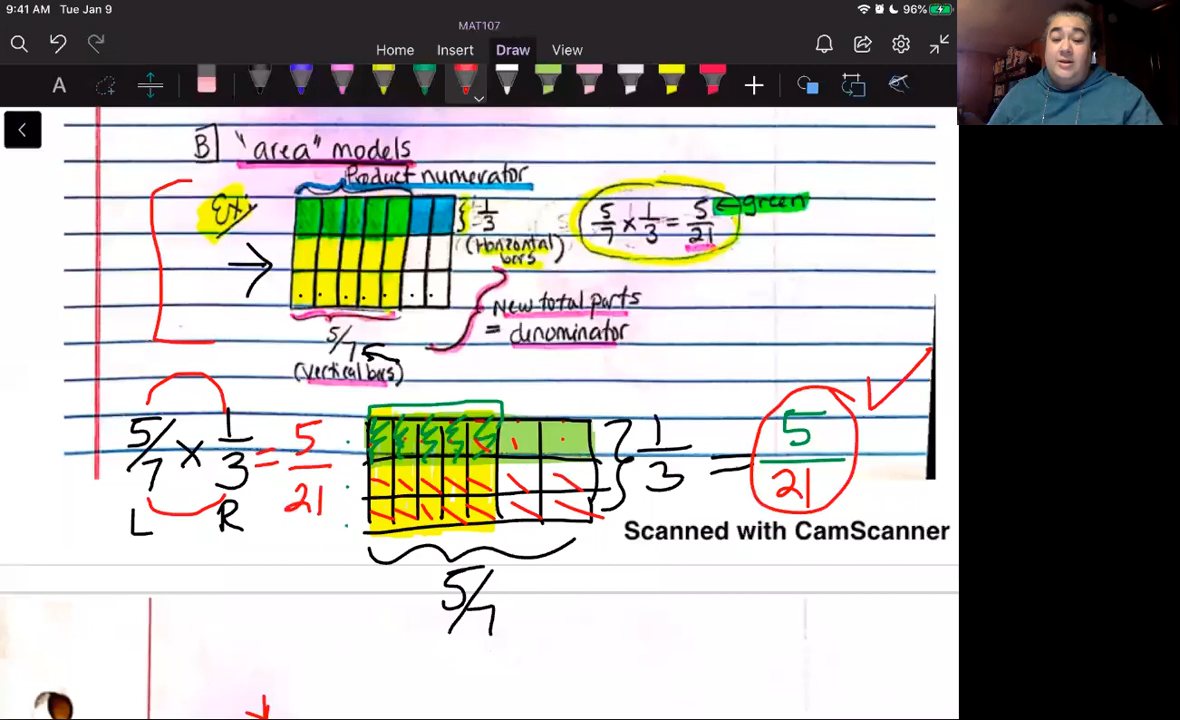 9:41 AM Tue Jan 9
96%
MAT107
Home Insert Draw View
A
B "area" models
Product numerator
Ex:
} 1/3
5/7 x 1/3 = 5/21 ← green
(Horizontal bars)
New total parts
= denominator
5/7
(Vertical bars)
5/7 x 1/3 = 5/21
} 1/3 = 5/21
L R
Scanned with CamScanner
5/7